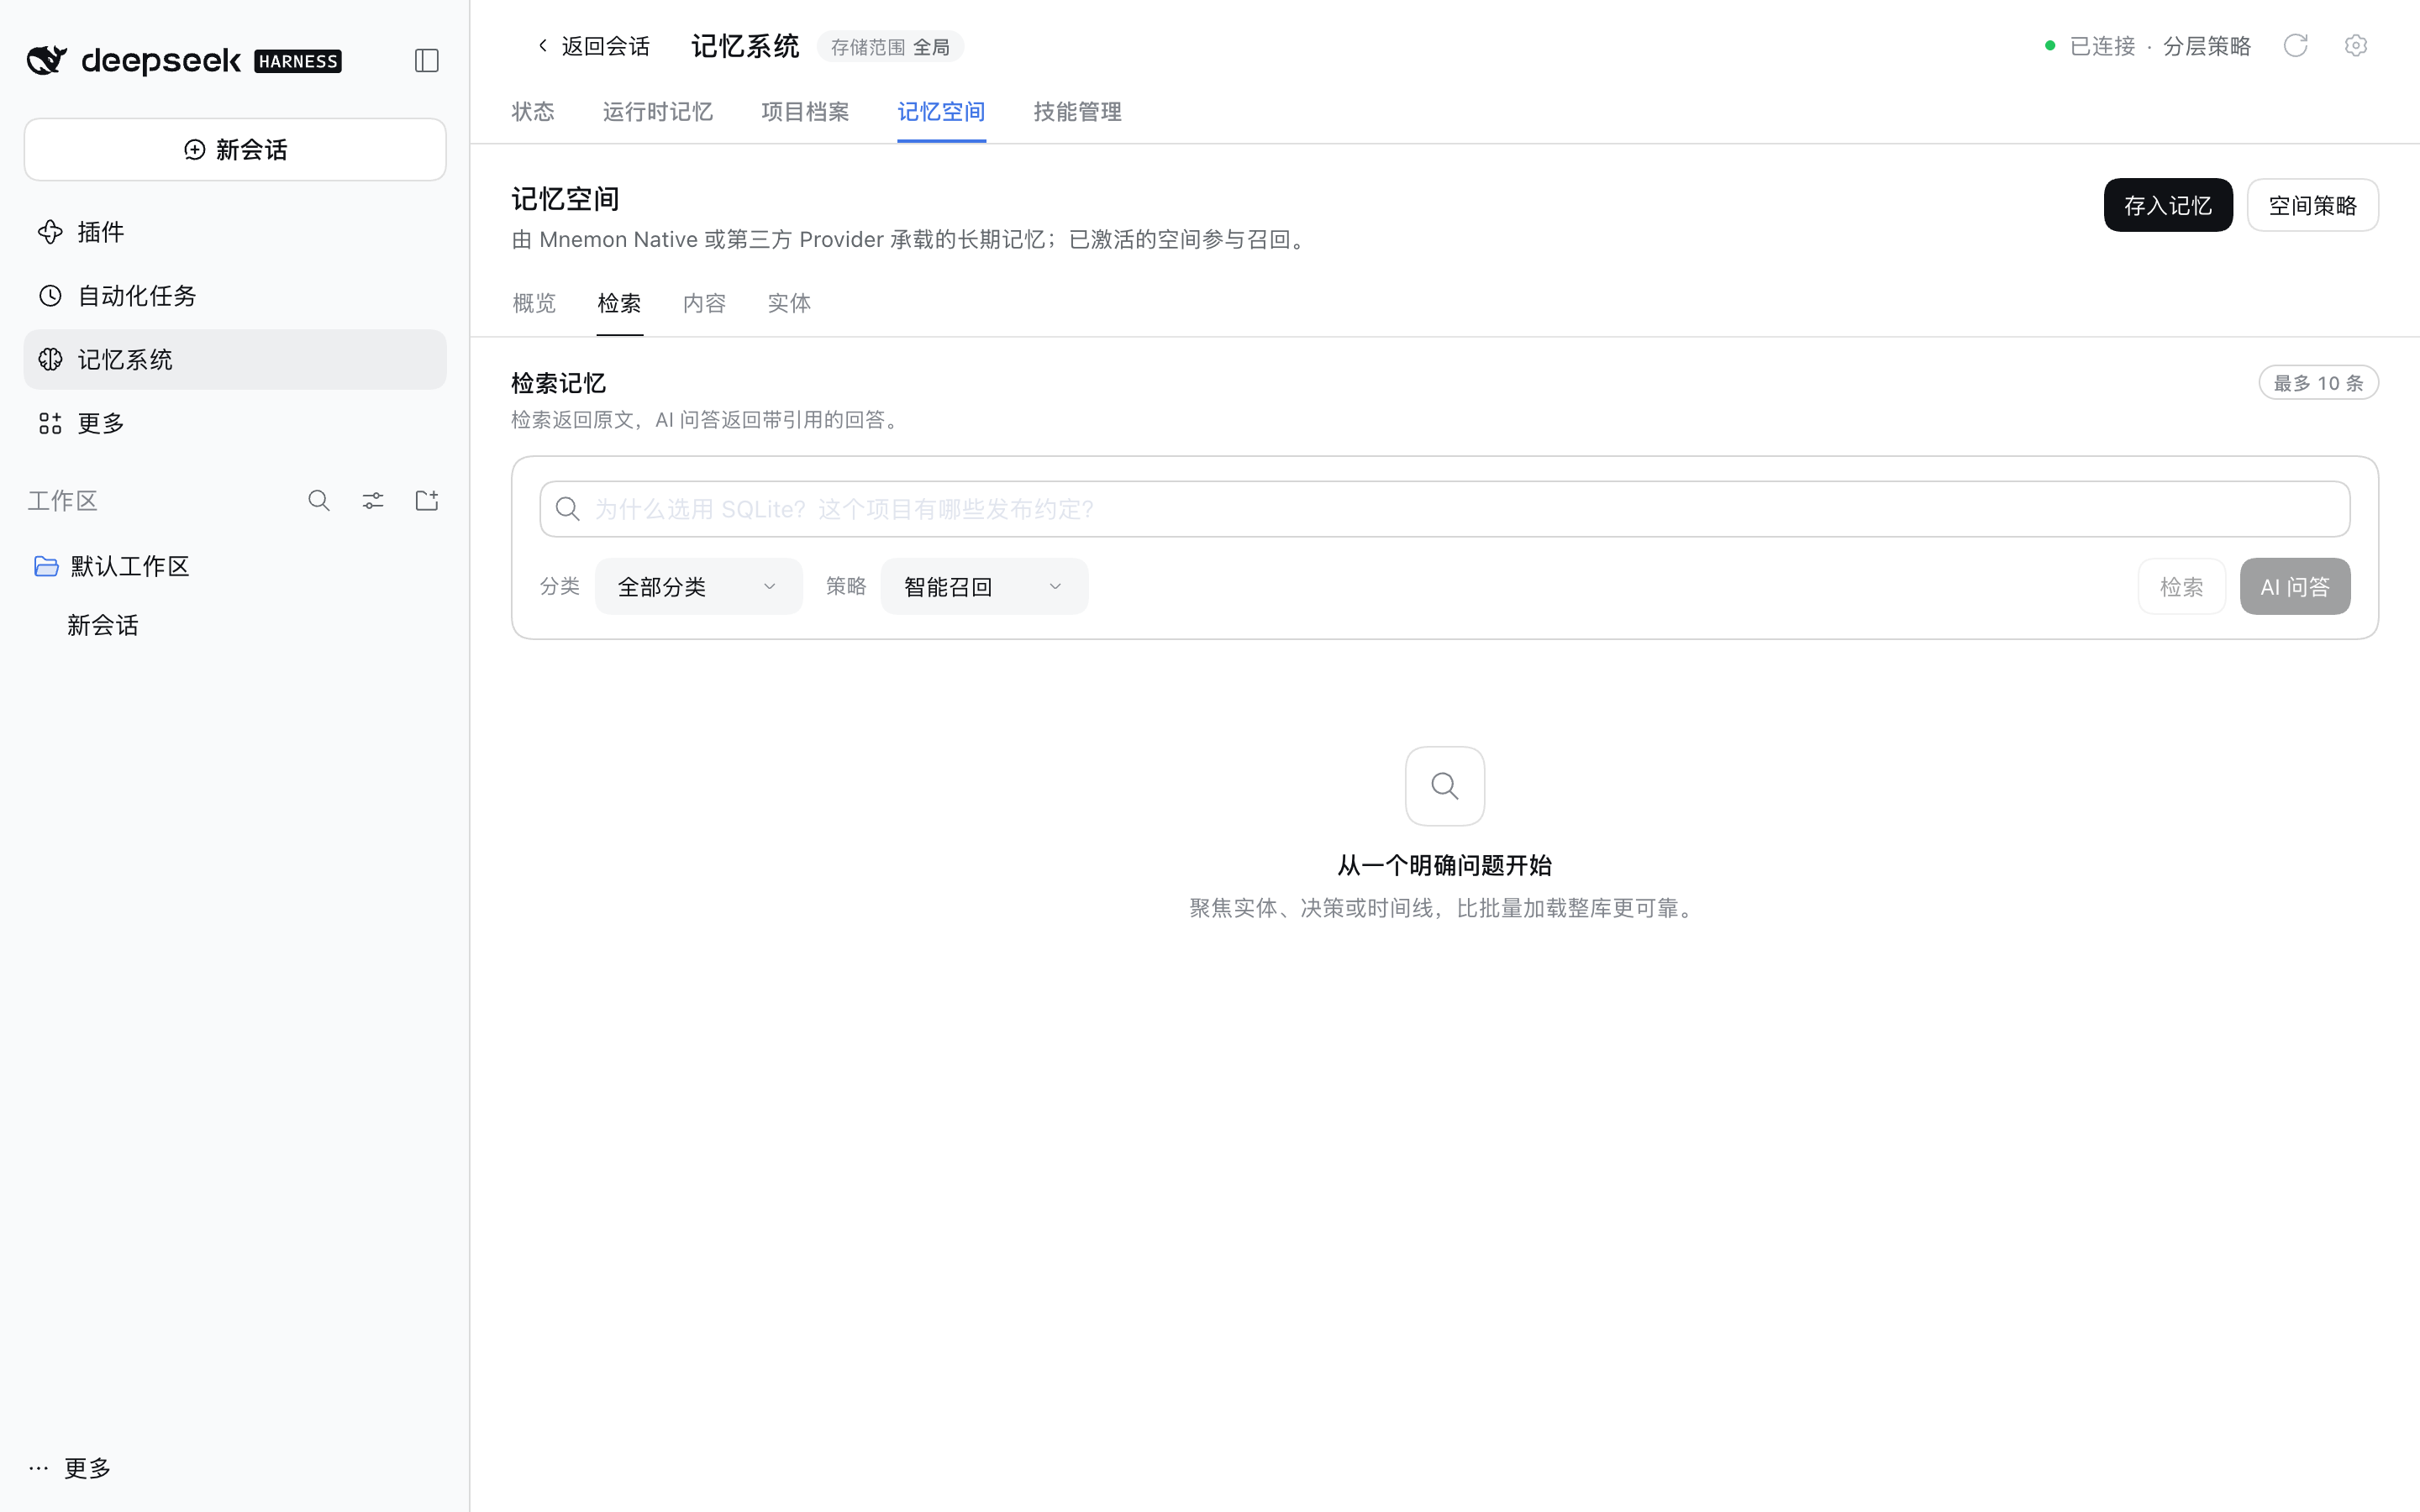 deepseek HARNESS
新会话
插件
自动化任务
记忆系统
更多
工作区
默认工作区
新会话
更多
返回会话 记忆系统 存储范围 全局
已连接 · 分层策略
状态 运行时记忆 项目档案 记忆空间 技能管理
记忆空间
由 Mnemon Native 或第三方 Provider 承载的长期记忆；已激活的空间参与召回。
存入记忆 空间策略
概览 检索 内容 实体
检索记忆
最多 10 条
检索返回原文，AI 问答返回带引用的回答。
为什么选用 SQLite？这个项目有哪些发布约定？
分类 全部分类 策略 智能召回 检索 AI 问答
从一个明确问题开始
聚焦实体、决策或时间线，比批量加载整库更可靠。